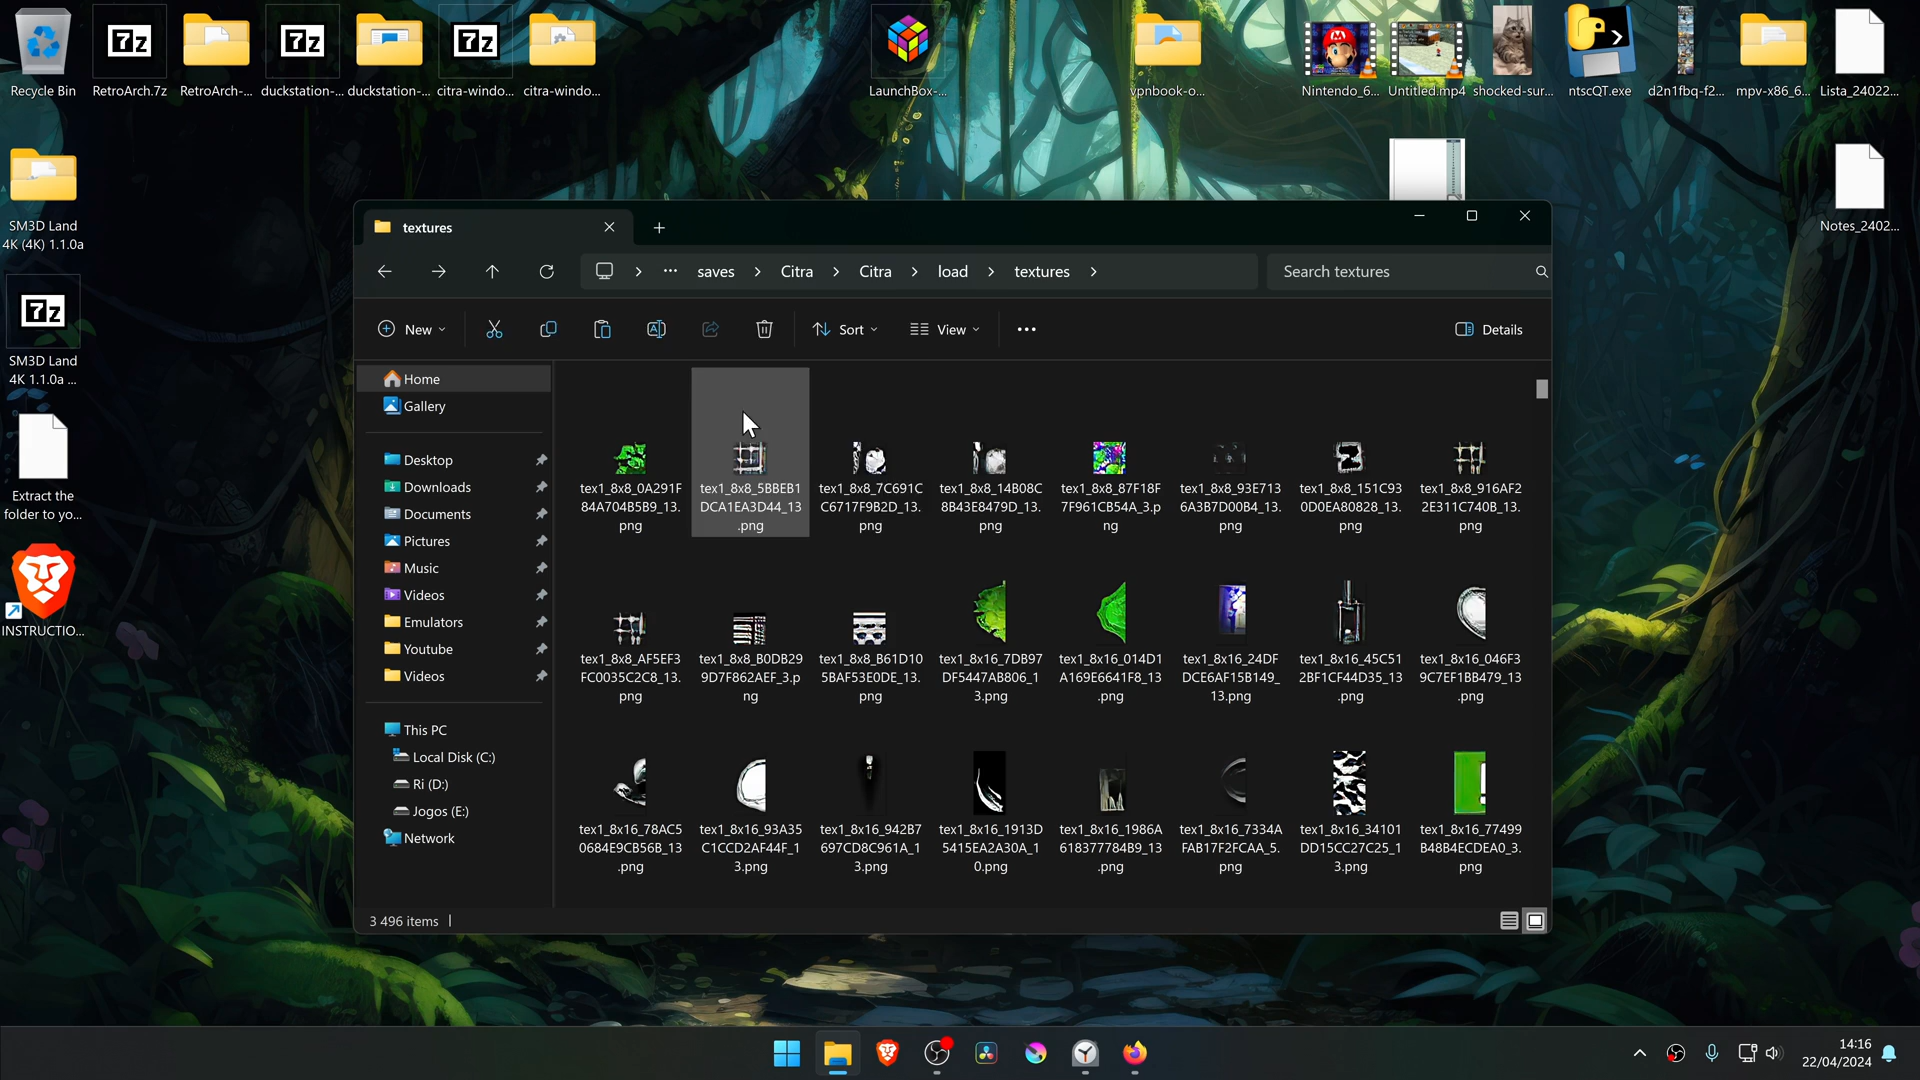 Recycle Bin
RetroArch.7z
RetroArch-...
duckstation-...
duckstation-...
citra-windo...
citra-windo...
LaunchBox-...
vpnbook-o...
Nintendo_6...
Untitled.mp4
shocked-sur...
ntscQT.exe
d2n1fbq-f2...
mpv-x86_6...
Lista_24022...
SM3D Land
4K (4K) 1.1.0a
SM3D Land
4K 1.1.0a ...
Extract the
folder to yo...
INSTRUCTIO...
Notes_2402...
textures
... saves > Citra > Citra > load > textures >
Search textures
New
Sort
View
...
Details
Home
Gallery
Desktop
Downloads
Documents
Pictures
Music
Videos
Emulators
Youtube
Videos
This PC
Local Disk (C:)
Ri (D:)
Jogos (E:)
Network
tex1_8x8_0A291F
84A704B5B9_13.
png
tex1_8x8_5BBEB1
DCA1EA3D44_13
.png
tex1_8x8_7C691C
C6717F9B2D_13.
png
tex1_8x8_14B08C
8B43E8479D_13.
png
tex1_8x8_87F18F
7F961CB54A_3.p
ng
tex1_8x8_93E713
6A3B7D00B4_13.
png
tex1_8x8_151C93
0D0EA80828_13.
png
tex1_8x8_916AF2
2E311C740B_13.
png
tex1_8x8_AF5EF3
FC0035C2C8_13.
png
tex1_8x8_B0DB29
9D7F862AEF_3.p
ng
tex1_8x8_B61D10
5BAF53E0DE_13.
png
tex1_8x16_7DB97
DF5447AB806_1
3.png
tex1_8x16_014D1
A169E6641F8_13
.png
tex1_8x16_24DF
DCE6AF15B149_
13.png
tex1_8x16_45C51
2BF1CF44D35_13
.png
tex1_8x16_046F3
9C7EF1BB479_13
.png
tex1_8x16_78AC5
0684E9CB56B_13
.png
tex1_8x16_93A35
C1CCD2AF44F_1
3.png
tex1_8x16_942B7
697CD8C961A_1
3.png
tex1_8x16_1913D
5415EA2A30A_1
0.png
tex1_8x16_1986A
618377784B9_13
.png
tex1_8x16_7334A
FAB17F2FCAA_5.
png
tex1_8x16_34101
DD15CC27C25_1
3.png
tex1_8x16_77499
B48B4ECDEA0_3.
png
3 496 items
14:16
22/04/2024